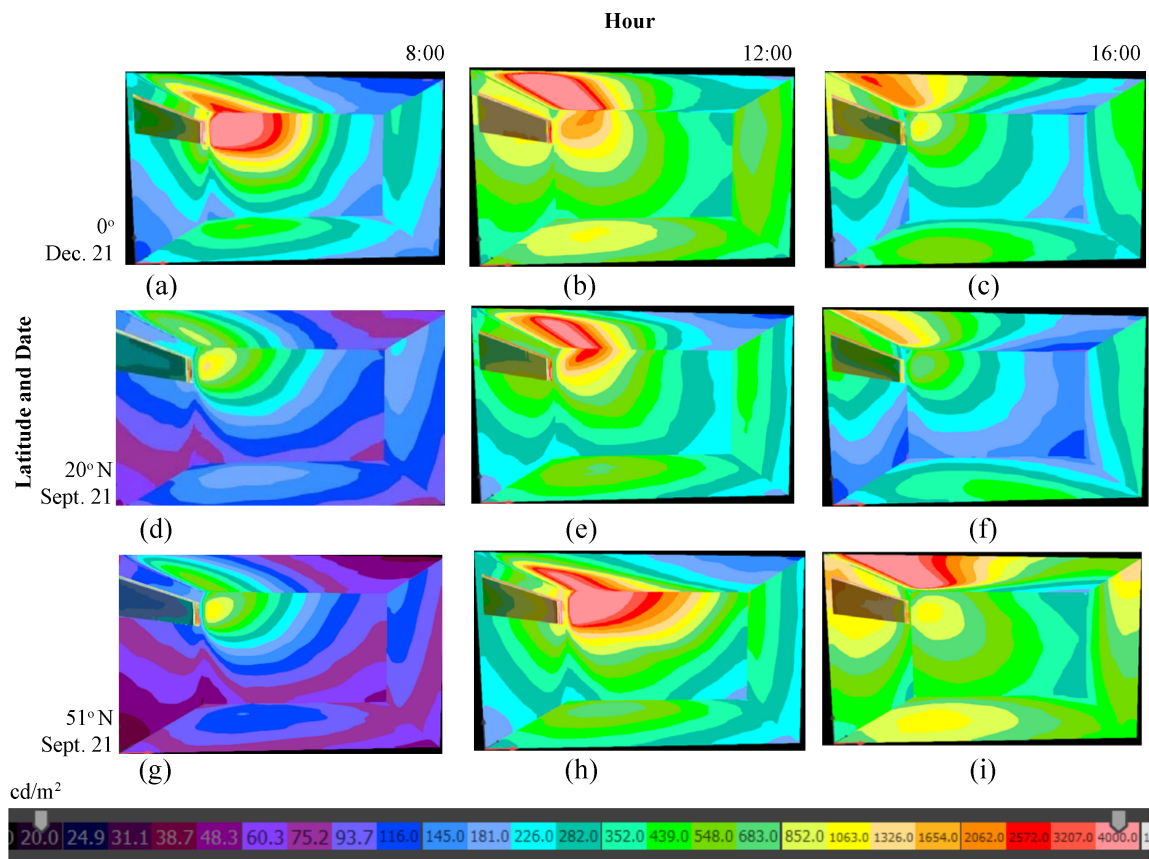 Hour
8:00 12:00 16:00
0°
Dec. 21
(a) (b) (c)
Latitude and Date
20° N
Sept. 21
(d) (e) (f)
51° N
Sept. 21
(g) (h) (i)
cd/m²
0 20.0 24.9 31.1 38.7 48.3 60.3 75.2 93.7 116.0 145.0 181.0 226.0 282.0 352.0 439.0 548.0 683.0 852.0 1063.0 1326.0 1654.0 2062.0 2572.0 3207.0 4000.0